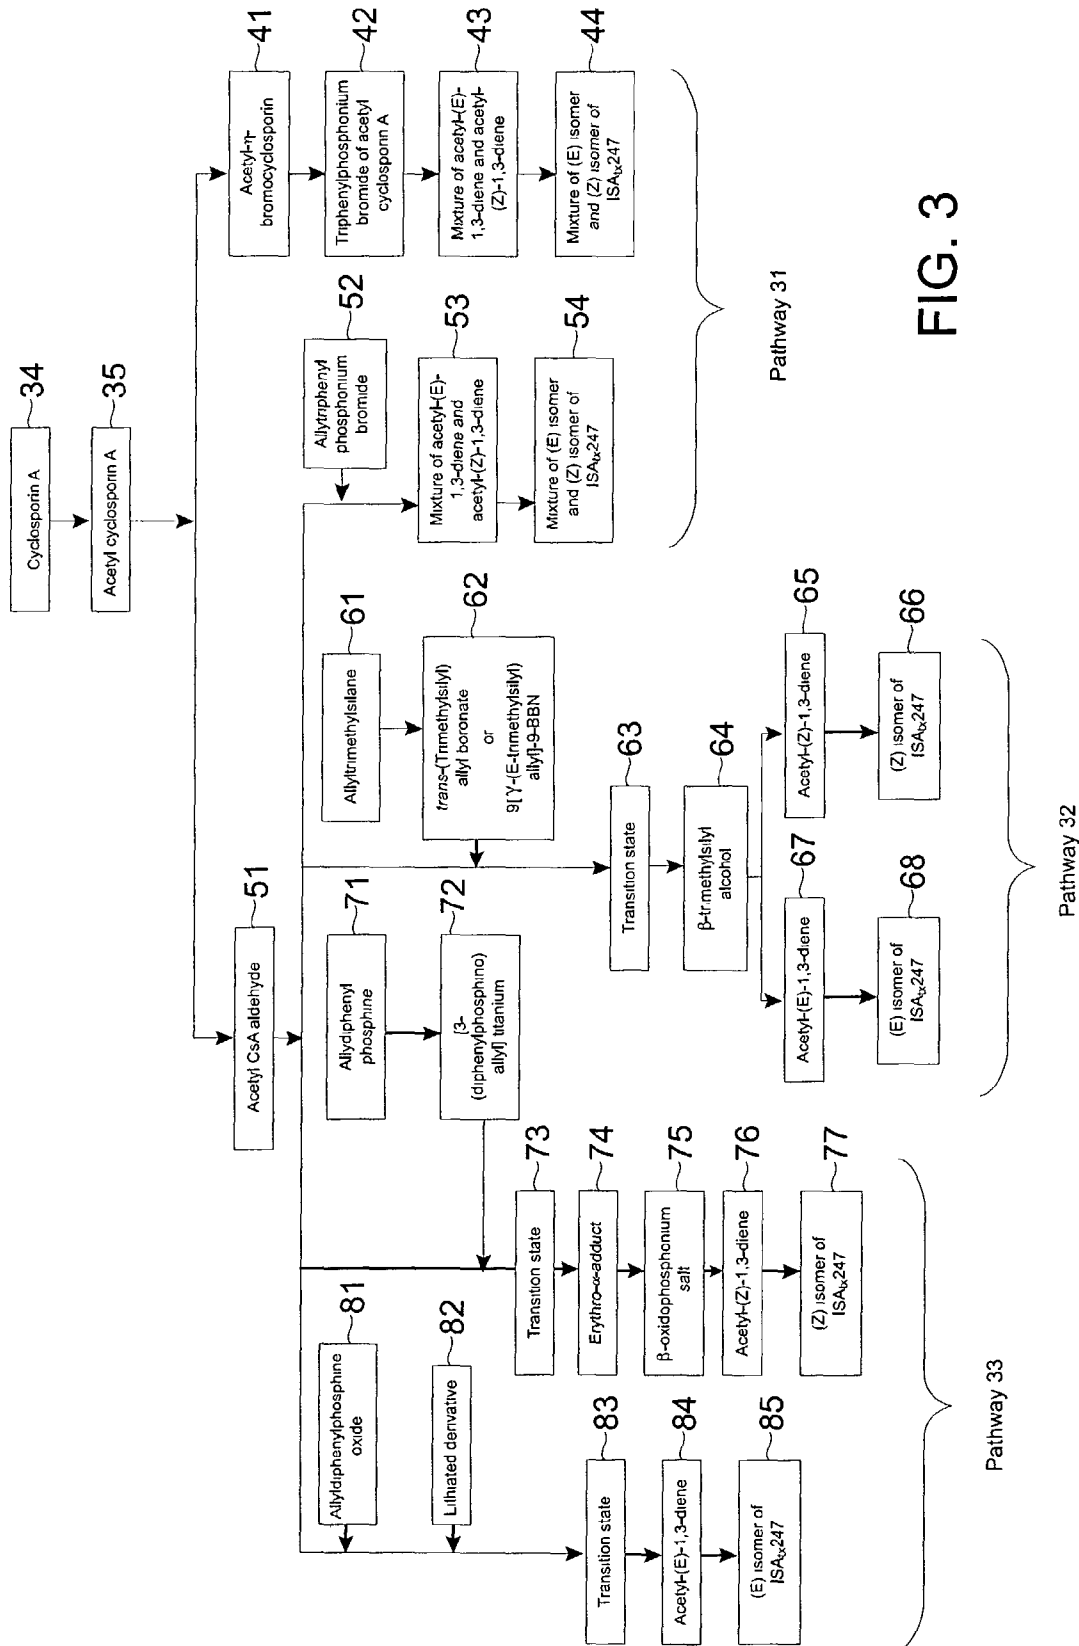 34
Cyclosporin A
35
Acetyl cyclosporin A
41
Acetyl-η-
bromocyclosporin
42
Triphenylphosphonium
bromide of acetyl
cyclosporin A
43
Mixture of acetyl-(E)-
1,3-diene and acetyl-
(Z)-1,3-diene
44
Mixture of (E) isomer
and (Z) isomer of
ISAtx247
51
Acetyl CsA aldehyde
52
Allytriphenyl
phosphonium
bromide
53
Mixture of acetyl-(E)-
1,3-diene and
acetyl-(Z)-1,3-diene
54
Mixture of (E) isomer
and (Z) isomer of
ISAtx247
Pathway 31
61
Allyltrimethylsilane
62
trans-(Trimethylsilyl)
allyl boronate
or
9[γ-(E-trimethylsilyl)
allyl]-9-BBN
63
Transition state
64
β-trimethylsilyl
alcohol
65
Acetyl-(Z)-1,3-diene
66
(Z) isomer of
ISAtx247
67
Acetyl-(E)-1,3-diene
68
(E) isomer of
ISAtx247
Pathway 32
71
Allydiphenyl
phosphine
72
[3-
(diphenylphosphino)
allyl] titanium
73
Transition state
74
Erythro-α-adduct
75
β-oxidophosphonium
salt
76
Acetyl-(Z)-1,3-diene
77
(Z) isomer of
ISAtx247
81
Allyldiphenylphosphine
oxide
82
Lithiated derivative
83
Transition state
84
Acetyl-(E)-1,3-diene
85
(E) isomer of
ISAtx247
Pathway 33
FIG. 3